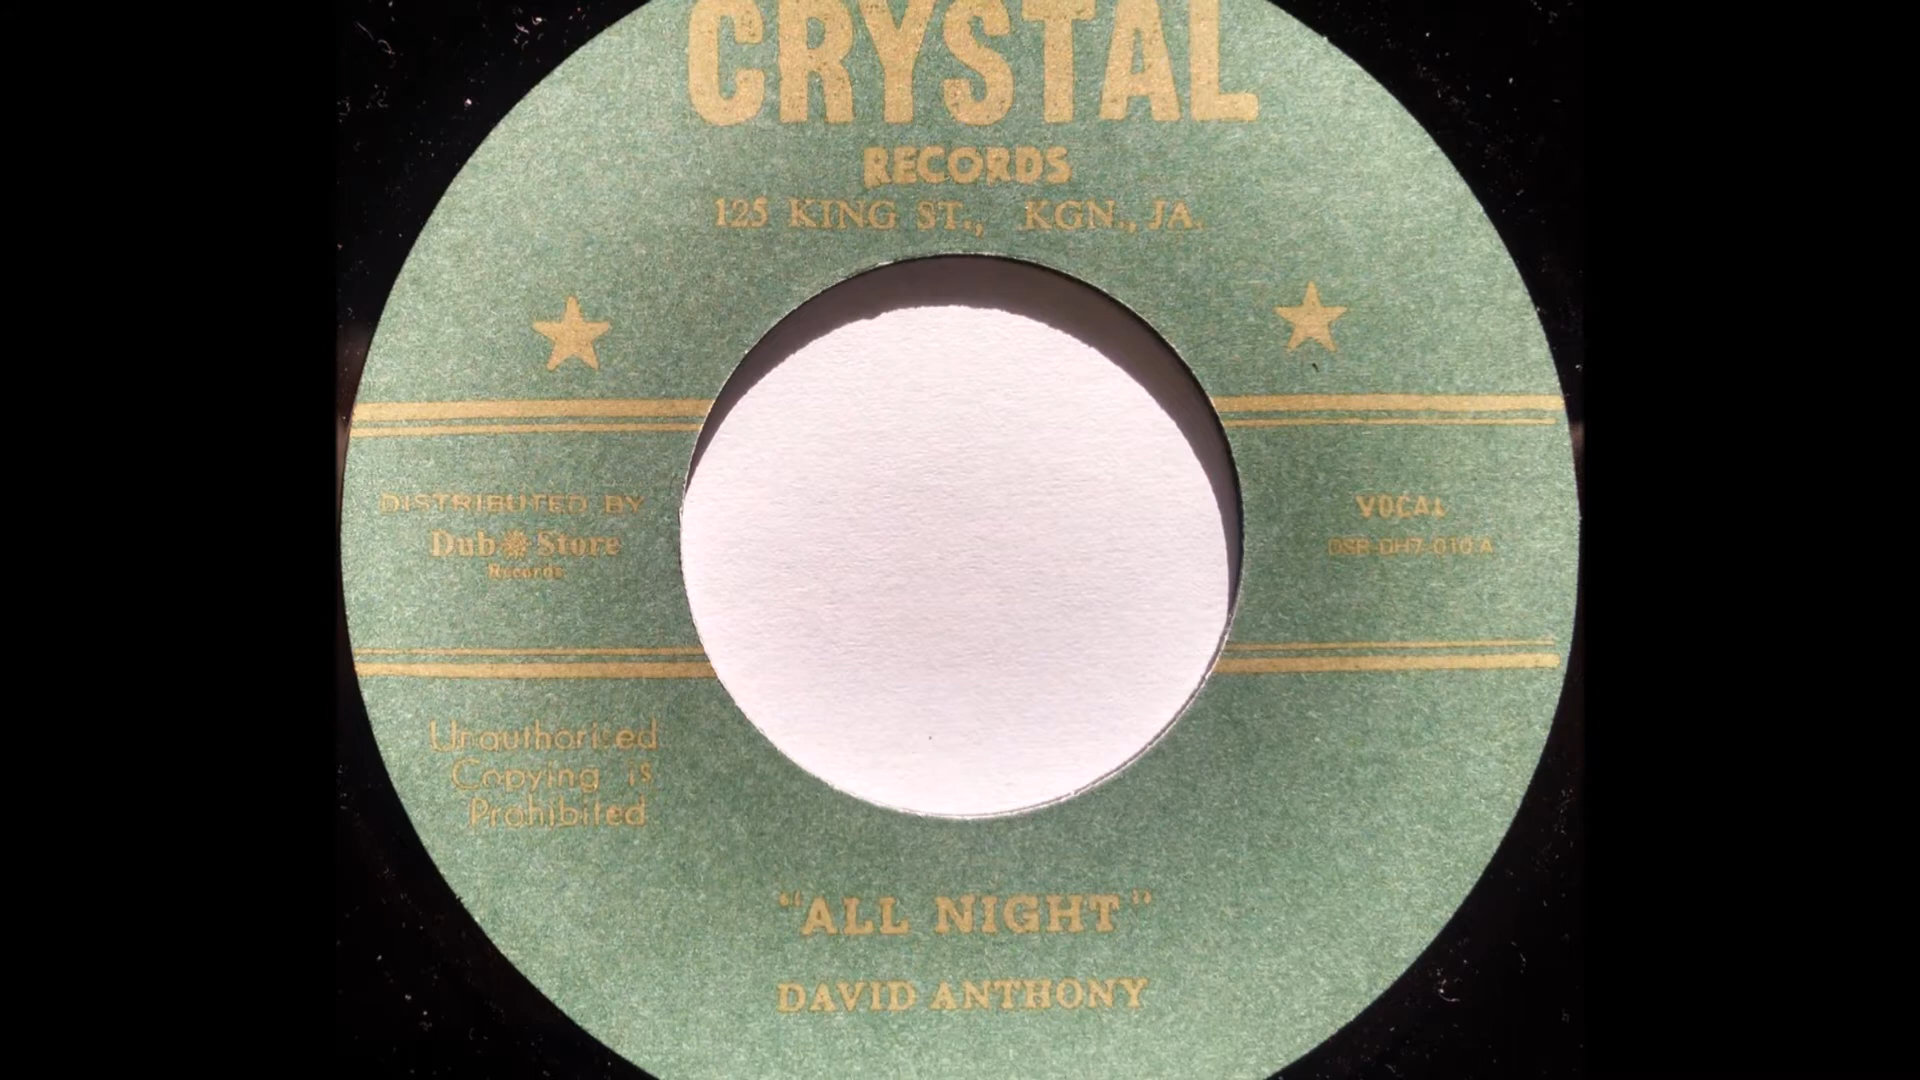 CRYSTAL
RECORDS
125 KING ST., KGN., JA.
DISTRIBUTED BY
Dub Store
Records
VOCAL
DSR-DH7-010 A
Unauthorised
Copying is
Prohibited
"ALL NIGHT"
DAVID ANTHONY